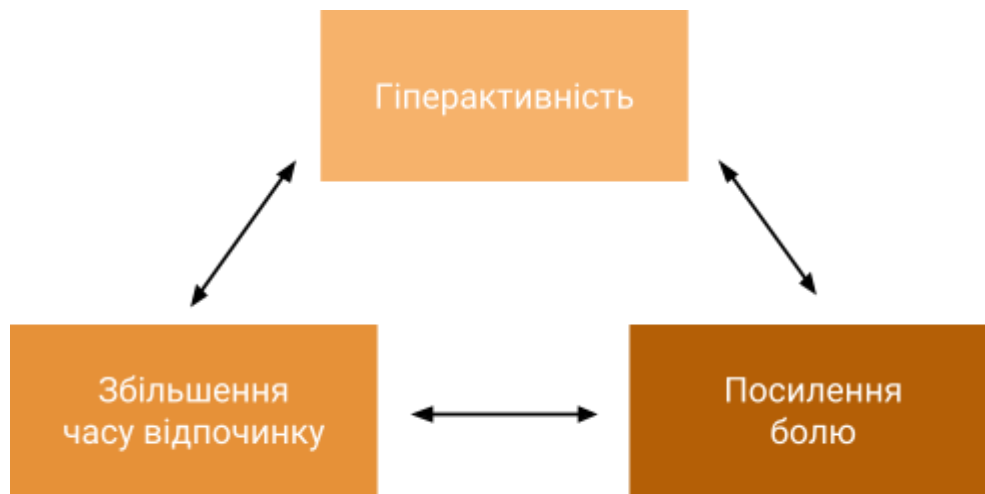 Гіперактивність
Збільшення
часу відпочинку
Посилення
болю